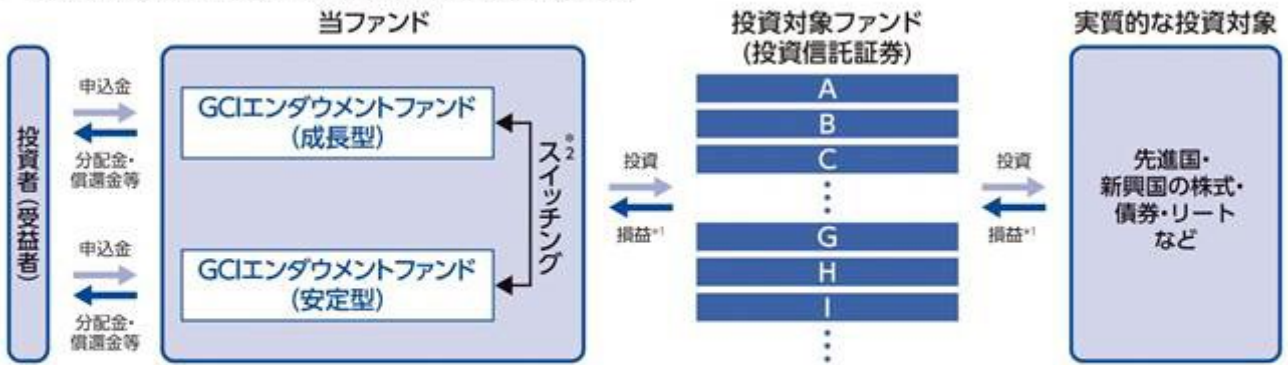 当ファンド
投資対象ファンド
(投資信託証券)
実質的な投資対象
投資者(受益者)
申込金
分配金・
償還金等
申込金
分配金・
償還金等
GCIエンダウメントファンド
(成長型)
GCIエンダウメントファンド
(安定型)
スイッチング*2
投資
損益*1
A
B
C
G
H
I
投資
損益*1
先進国・
新興国の株式・
債券・リート
など